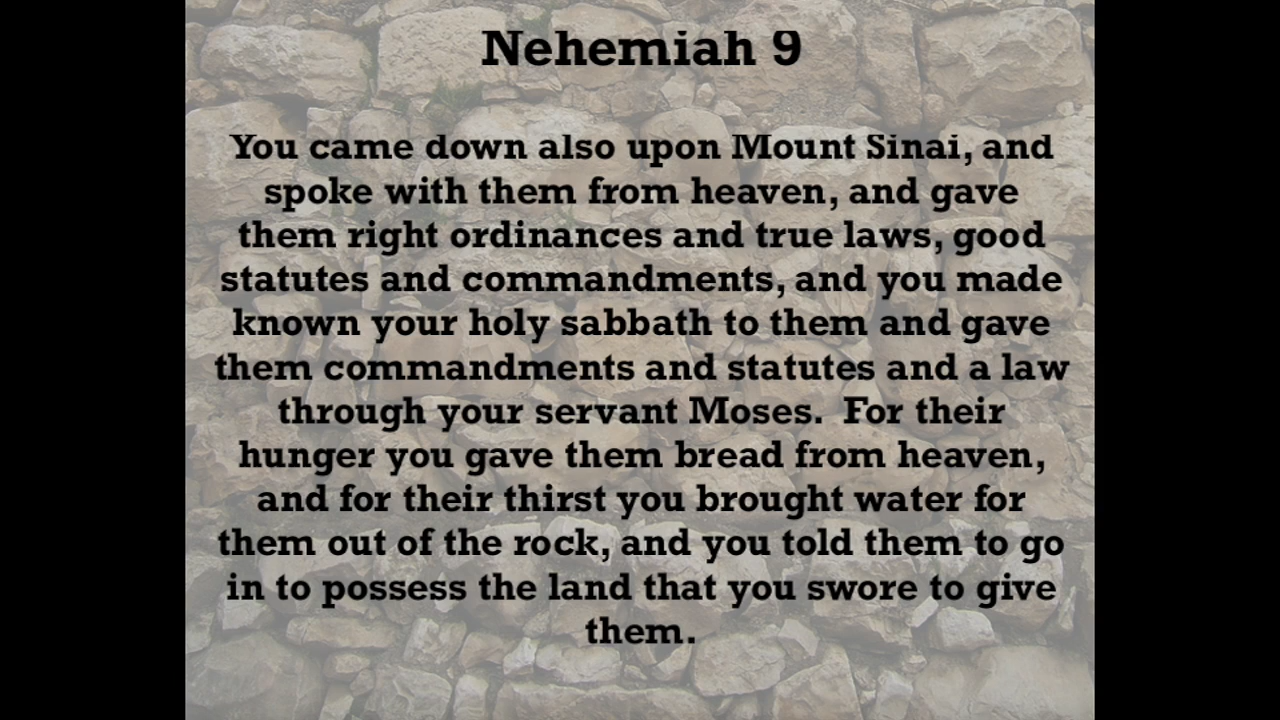 Nehemiah 9
You came down also upon Mount Sinai, and
spoke with them from heaven, and gave
them right ordinances and true laws, good
statutes and commandments, and you made
known your holy sabbath to them and gave
them commandments and statutes and a law
through your servant Moses.  For their
hunger you gave them bread from heaven,
and for their thirst you brought water for
them out of the rock, and you told them to go
in to possess the land that you swore to give
them.